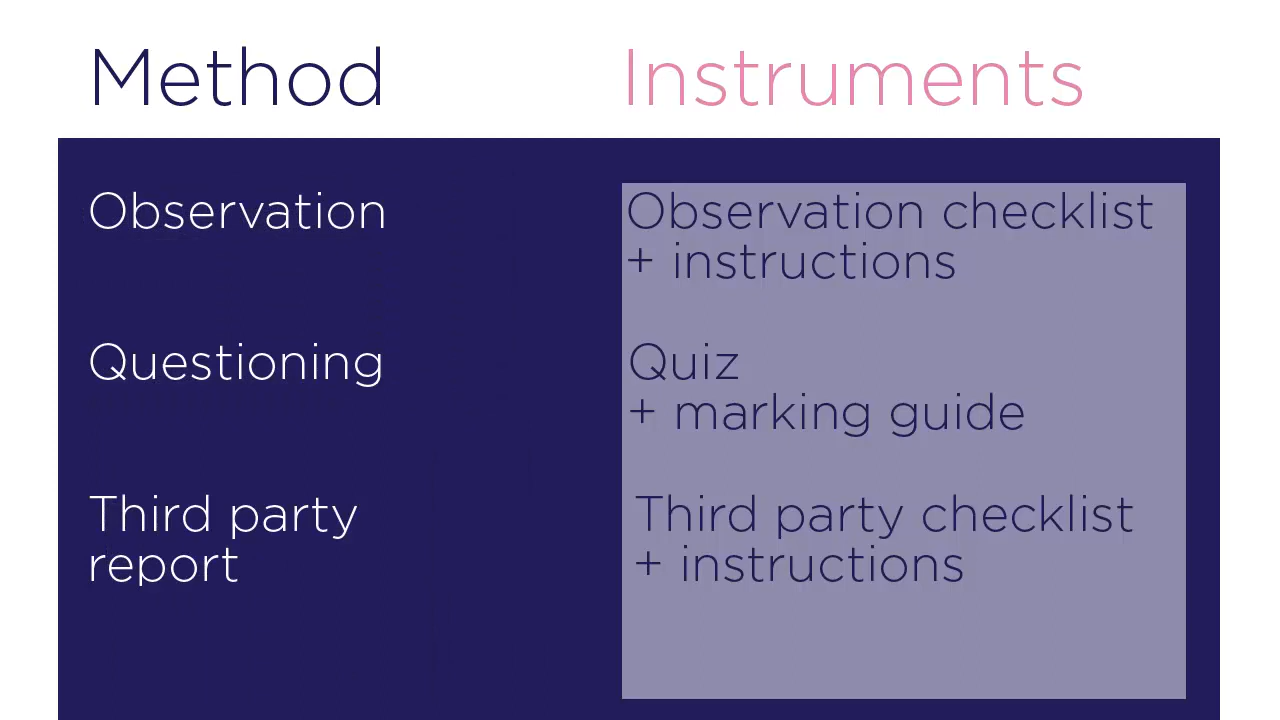 Method Instruments
Observation Observation checklist
+ instructions
Questioning Quiz
+ marking guide
Third party Third party checklist
report + instructions